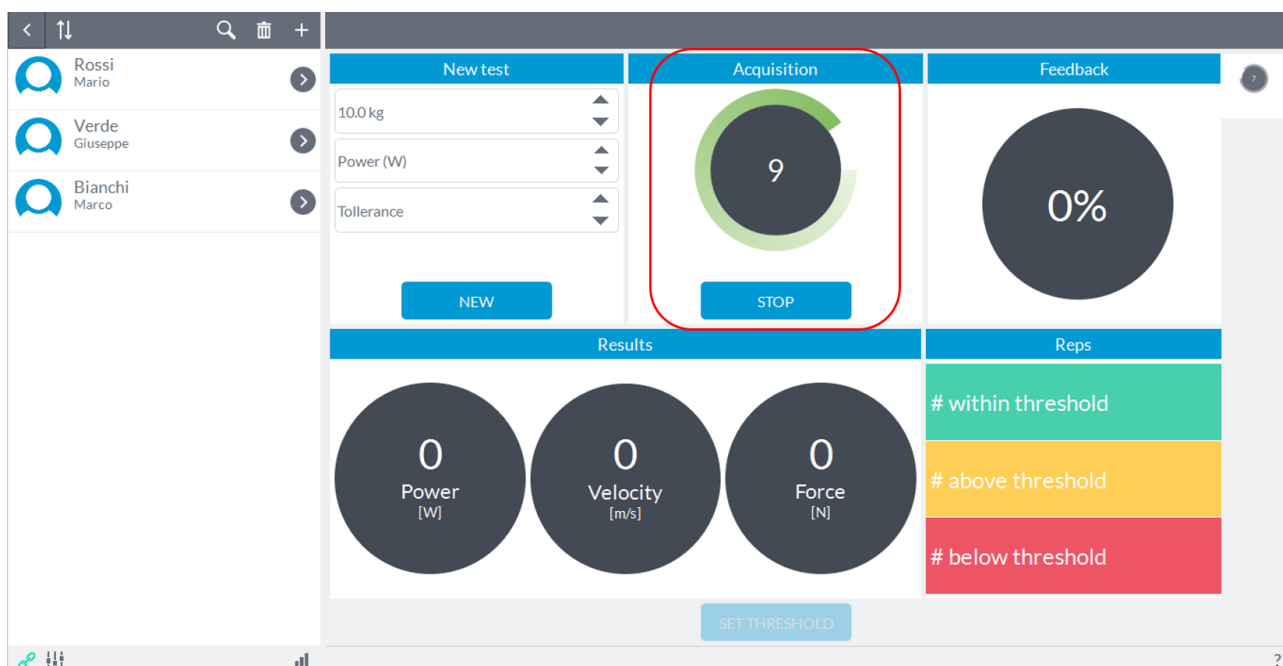 Rossi
Mario
Verde
Giuseppe
Bianchi
Marco
New test
10.0 kg
Power (W)
Tollerance
NEW
Acquisition
9
STOP
Feedback
0%
?
Results
0
Power
[W]
0
Velocity
[m/s]
0
Force
[N]
Reps
# within threshold
# above threshold
# below threshold
SET THRESHOLD
?